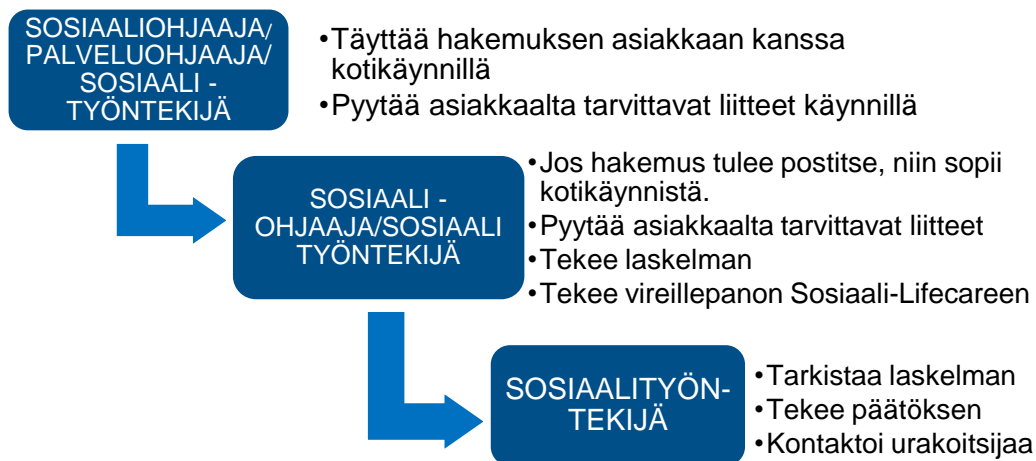 SOSIAALIOHJAAJA/
PALVELUOHJAAJA/
SOSIAALI -
TYÖNTEKIJÄ
•Täyttää hakemuksen asiakkaan kanssa
kotikäynnillä
•Pyytää asiakkaalta tarvittavat liitteet käynnillä
SOSIAALI -
OHJAAJA/SOSIAALI
TYÖNTEKIJÄ
•Jos hakemus tulee postitse, niin sopii
kotikäynnistä.
•Pyytää asiakkaalta tarvittavat liitteet
•Tekee laskelman
•Tekee vireillepanon Sosiaali-Lifecareen
SOSIAALITYÖN-
TEKIJÄ
•Tarkistaa laskelman
•Tekee päätöksen
•Kontaktoi urakoitsijaa